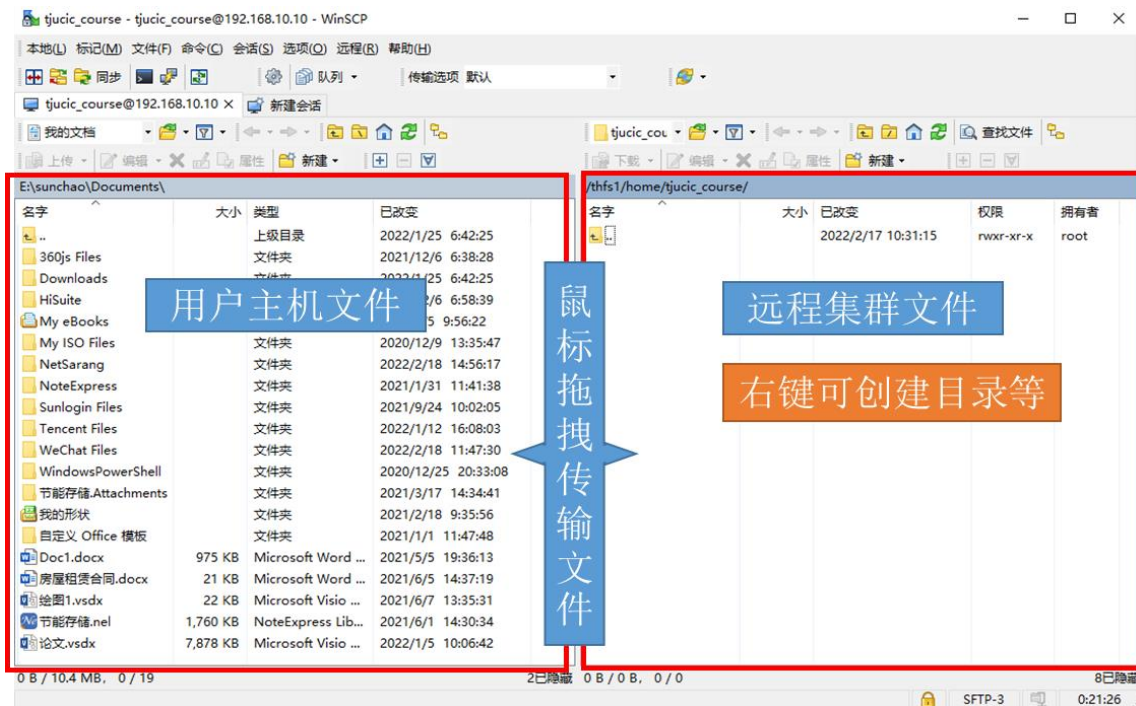 tjucic_course - tjucic_course@192.168.10.10 - WinSCP
本地(L) 标记(M) 文件(F) 命令(C) 会话(S) 选项(O) 远程(R) 帮助(H)
同步 队列 传输选项 默认
tjucic_course@192.168.10.10 × 新建会话
我的文档 tjucic_cou 查找文件
上传 编辑 属性 新建 下载 编辑 属性 新建
E:\sunchao\Documents\ /thfs1/home/tjucic_course/
名字 大小 类型 已改变 名字 大小 已改变 权限 拥有者
.. 上级目录 2022/1/25 6:42:25 .. 2022/2/17 10:31:15 rwxr-xr-x root
360js Files 文件夹 2021/12/6 6:38:28
Downloads 文件夹 2022/1/25 6:42:25
HiSuite 6:58:39
My eBooks 9:56:22
My ISO Files 文件夹 2020/12/9 13:35:47
NetSarang 文件夹 2022/2/18 14:56:17
NoteExpress 文件夹 2021/1/31 11:41:38
Sunlogin Files 文件夹 2021/9/24 10:02:05
Tencent Files 文件夹 2022/1/12 16:08:03
WeChat Files 文件夹 2022/2/18 11:47:30
WindowsPowerShell 文件夹 2020/12/25 20:33:08
节能存储.Attachments 文件夹 2021/3/17 14:34:41
我的形状 文件夹 2021/2/18 9:35:56
自定义 Office 模板 文件夹 2021/1/1 11:47:48
Doc1.docx 975 KB Microsoft Word ... 2021/5/5 19:36:13
房屋租赁合同.docx 21 KB Microsoft Word ... 2021/6/5 14:37:19
绘图1.vsdx 22 KB Microsoft Visio ... 2021/6/7 13:35:31
节能存储.nel 1,760 KB NoteExpress Lib... 2021/6/1 14:30:34
论文.vsdx 7,878 KB Microsoft Visio ... 2022/1/5 10:06:42
用户主机文件
鼠标拖拽传输文件
远程集群文件
右键可创建目录等
0 B / 10.4 MB, 0 / 19 2已隐藏 0 B / 0 B, 0 / 0 8已隐藏
SFTP-3 0:21:26